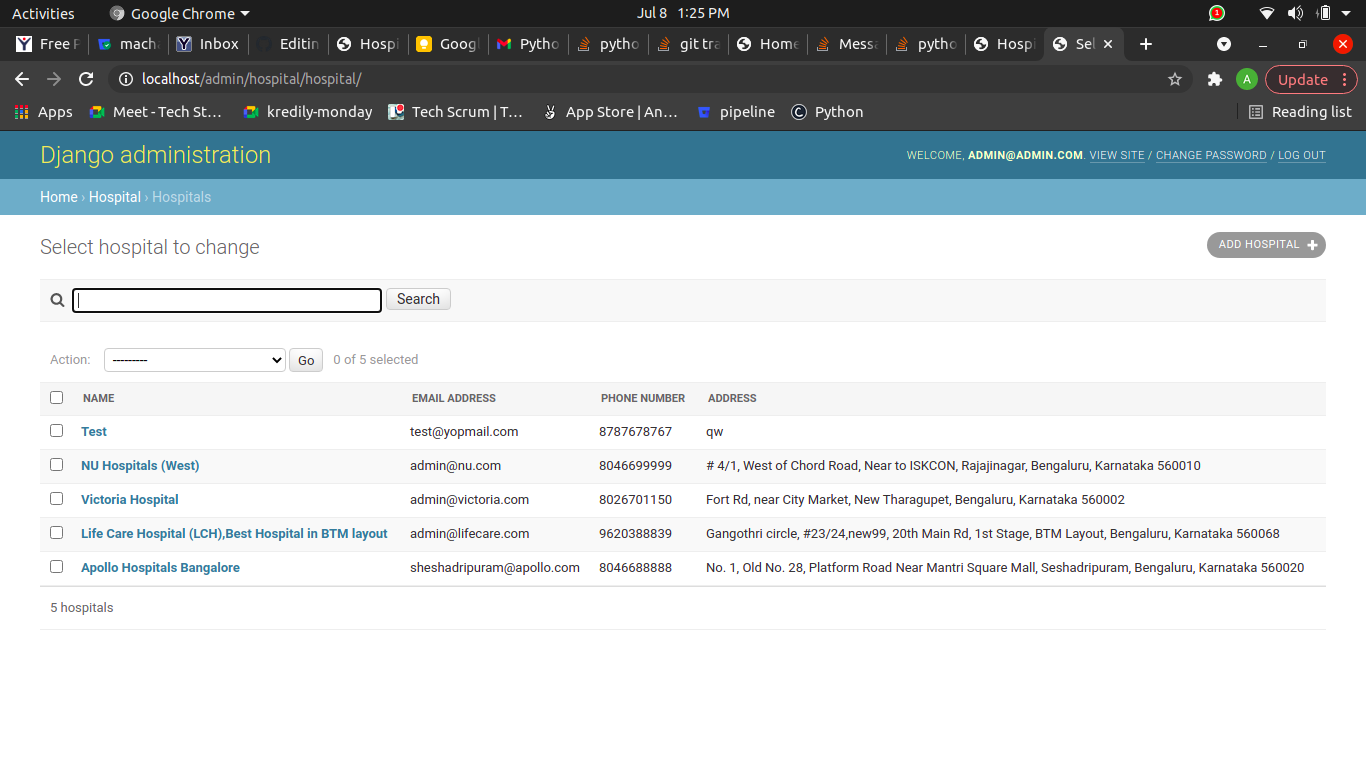 Activities Google Chrome Jul 8 1:25 PM 1
Free Inbox Editin Hospi Goog Pytho pytho git tra Home Messa pytho Hospi Sel
localhost/admin/hospital/hospital/ A Update
Apps Meet - Tech St... kredily-monday Tech Scrum | T... App Store | An... pipeline Python Reading list
Django administration WELCOME, ADMIN@ADMIN.COM. VIEW SITE / CHANGE PASSWORD / LOG OUT
Home › Hospital › Hospitals
Select hospital to change ADD HOSPITAL
Search
Action: --------- Go 0 of 5 selected
NAME EMAIL ADDRESS PHONE NUMBER ADDRESS
Test test@yopmail.com 8787678767 qw
NU Hospitals (West) admin@nu.com 8046699999 # 4/1, West of Chord Road, Near to ISKCON, Rajajinagar, Bengaluru, Karnataka 560010
Victoria Hospital admin@victoria.com 8026701150 Fort Rd, near City Market, New Tharagupet, Bengaluru, Karnataka 560002
Life Care Hospital (LCH),Best Hospital in BTM layout admin@lifecare.com 9620388839 Gangothri circle, #23/24,new99, 20th Main Rd, 1st Stage, BTM Layout, Bengaluru, Karnataka 560068
Apollo Hospitals Bangalore sheshadripuram@apollo.com 8046688888 No. 1, Old No. 28, Platform Road Near Mantri Square Mall, Seshadripuram, Bengaluru, Karnataka 560020
5 hospitals